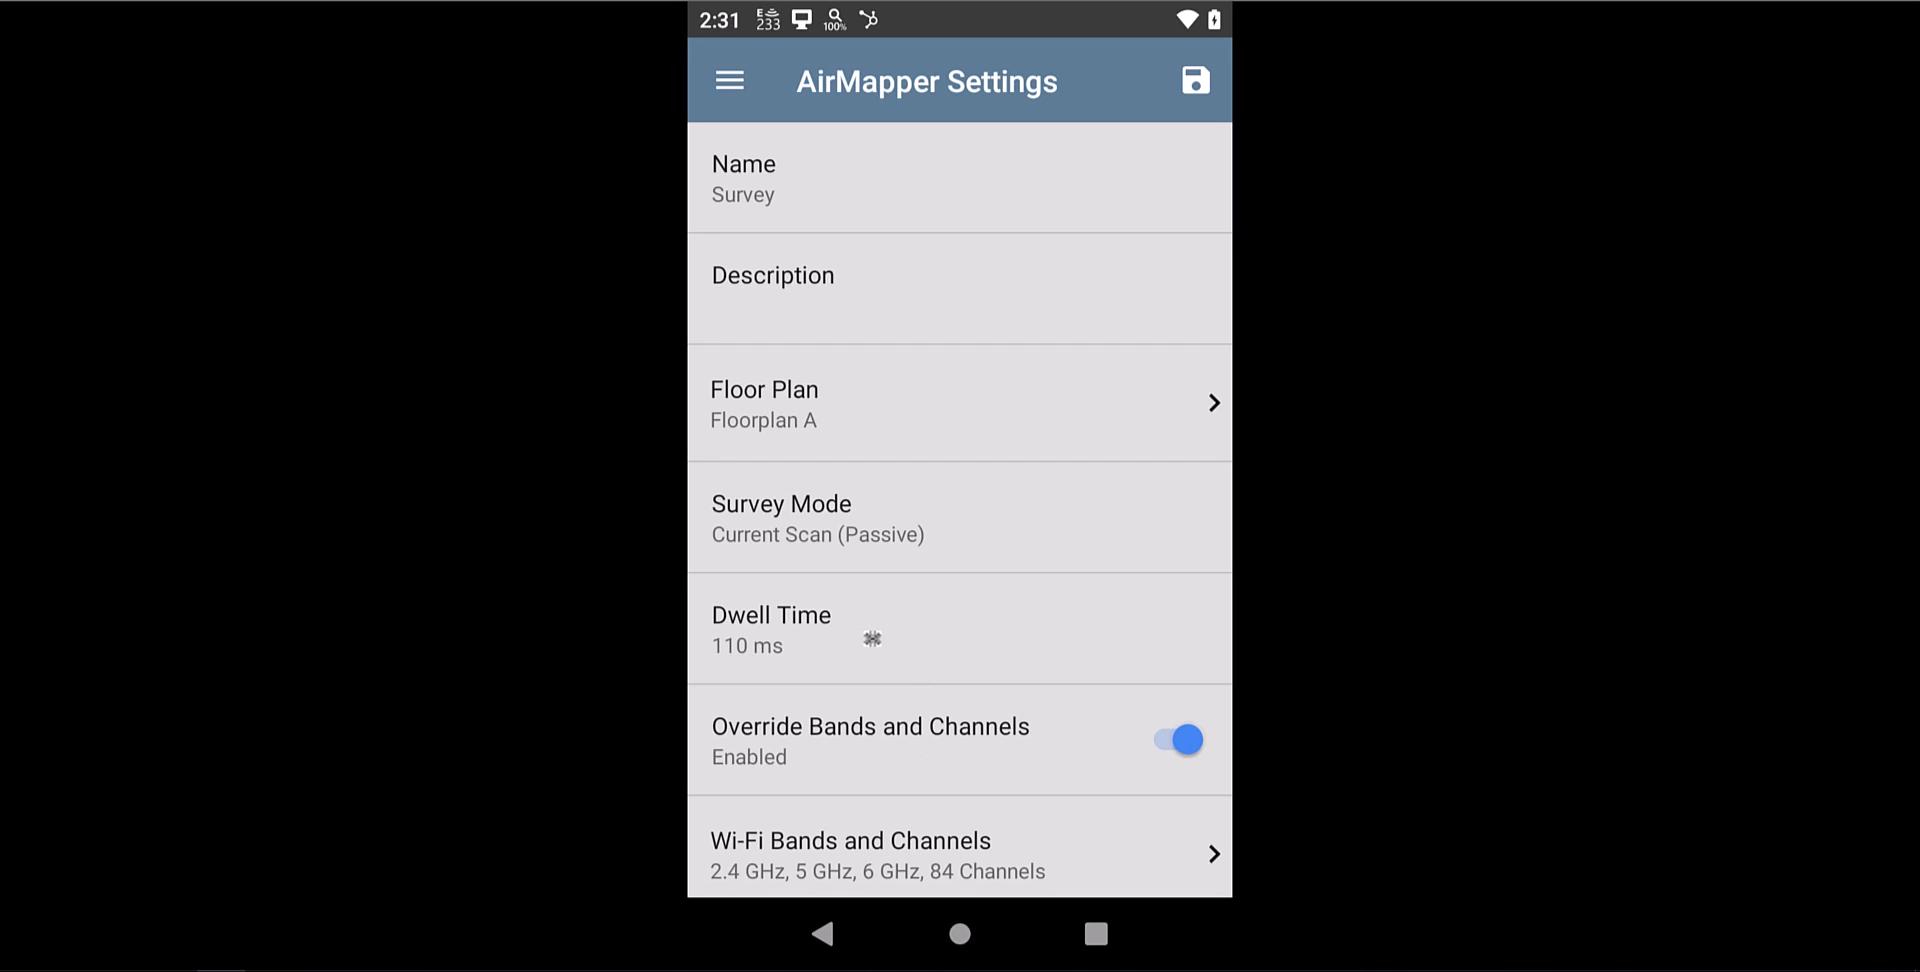 2:31 E 233 100%
AirMapper Settings
Name
Survey
Description
Floor Plan
Floorplan A
Survey Mode
Current Scan (Passive)
Dwell Time
110 ms
Override Bands and Channels
Enabled
Wi-Fi Bands and Channels
2.4 GHz, 5 GHz, 6 GHz, 84 Channels